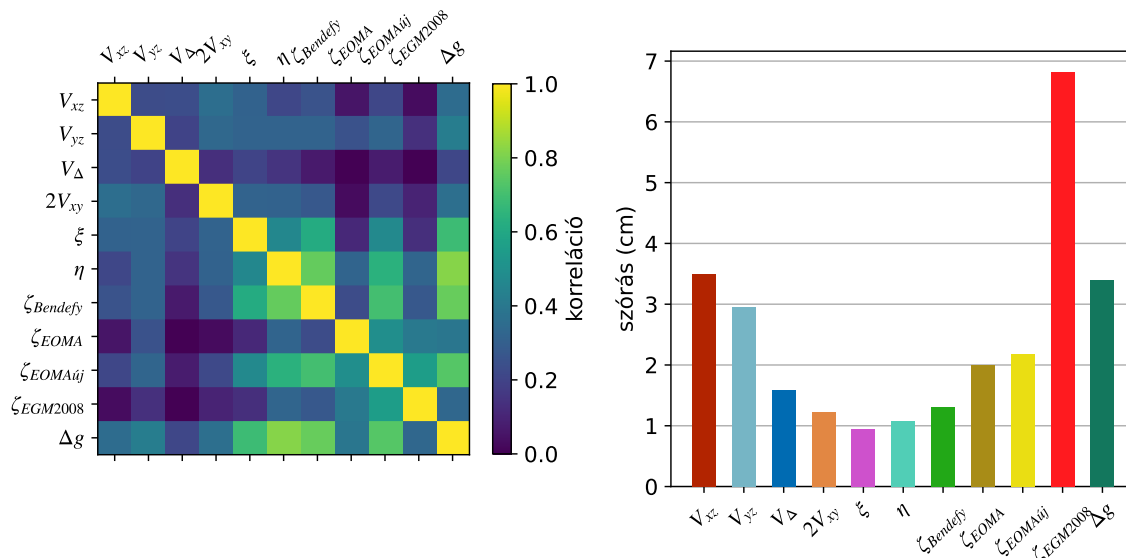 V_xz V_yz V_Δ 2V_xy ξ η ζ_Bendefy ζ_EOMA ζ_EOMAúj ζ_EGM2008 Δg
V_xz
V_yz
V_Δ
2V_xy
ξ
η
ζ_Bendefy
ζ_EOMA
ζ_EOMAúj
ζ_EGM2008
Δg
1.0
0.8
0.6
0.4
0.2
0.0
korreláció
szórás (cm)
7
6
5
4
3
2
1
0
V_xz V_yz V_Δ 2V_xy ξ η ζ_Bendefy ζ_EOMA ζ_EOMAúj ζ_EGM2008 Δg